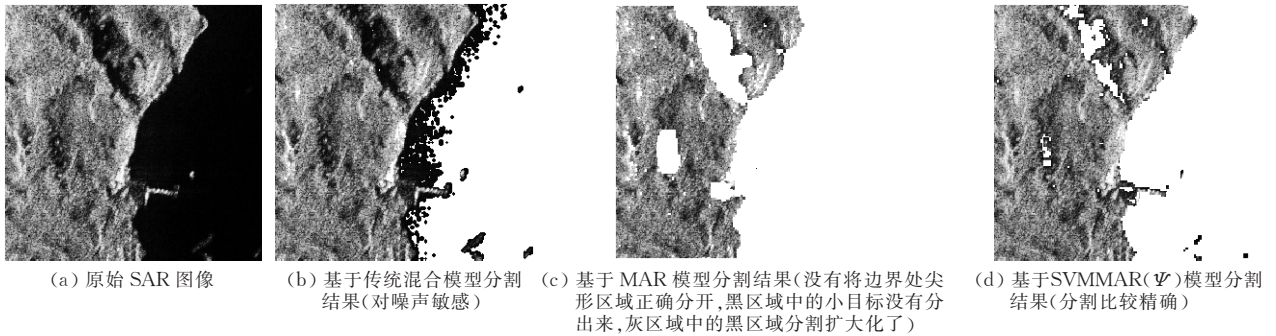 (a) 原始 SAR 图像
(b) 基于传统混合模型分割
结果(对噪声敏感)
(c) 基于 MAR 模型分割结果(没有将边界处尖
形区域正确分开,黑区域中的小目标没有分
出来,灰区域中的黑区域分割扩大化了)
(d) 基于SVMMAR(Ψ)模型分割
结果(分割比较精确)